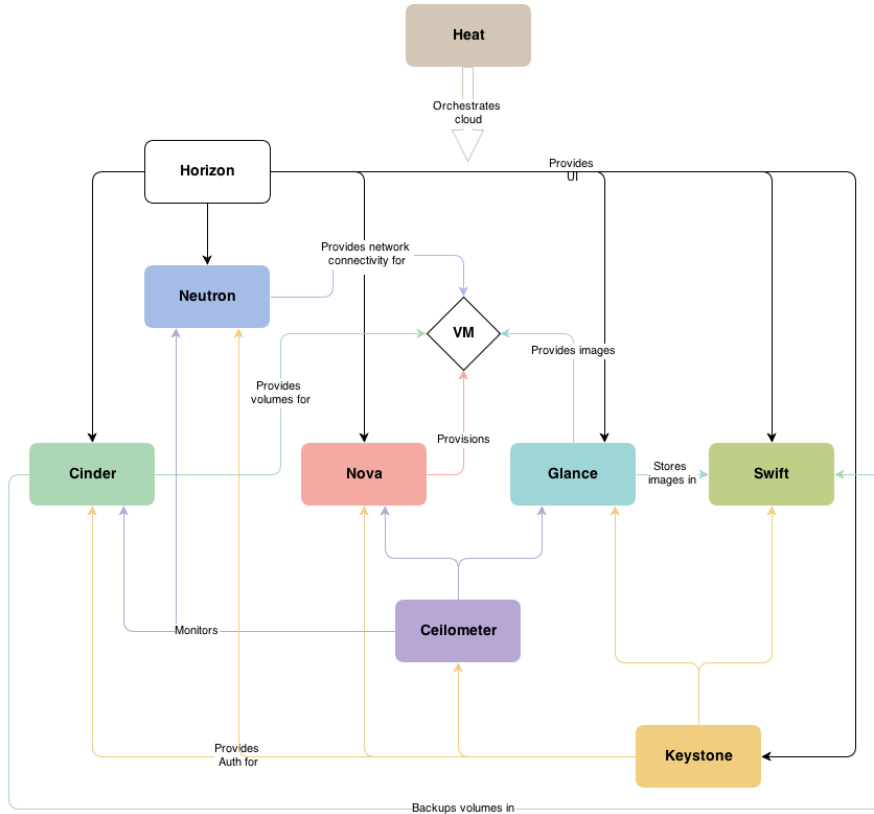 Heat
Orchestrates
cloud
Horizon
Provides
UI
Provides network
connectivity for
Neutron
VM
Provides images
Provides
volumes for
Provisions
Cinder
Nova
Glance
Stores
images in
Swift
Ceilometer
Monitors
Provides
Auth for
Keystone
Backups volumes in